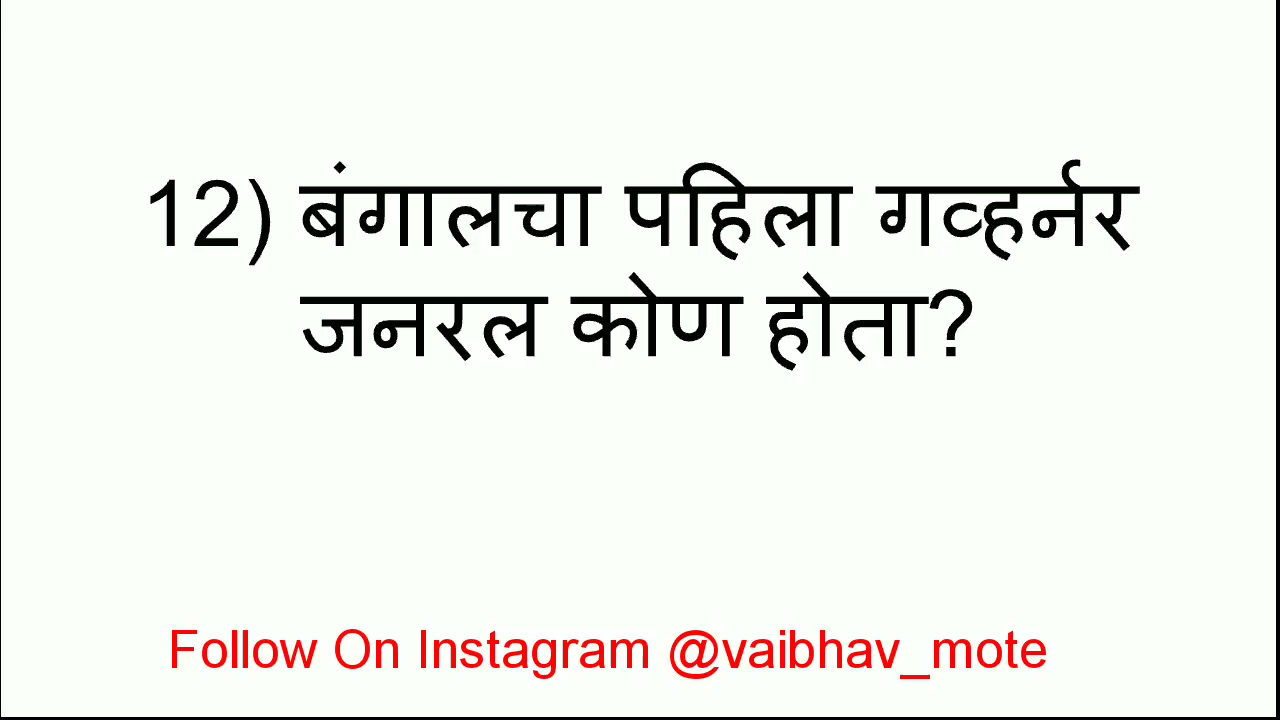 12) बंगालचा पहिला गव्हर्नर
जनरल कोण होता?
Follow On Instagram @vaibhav_mote